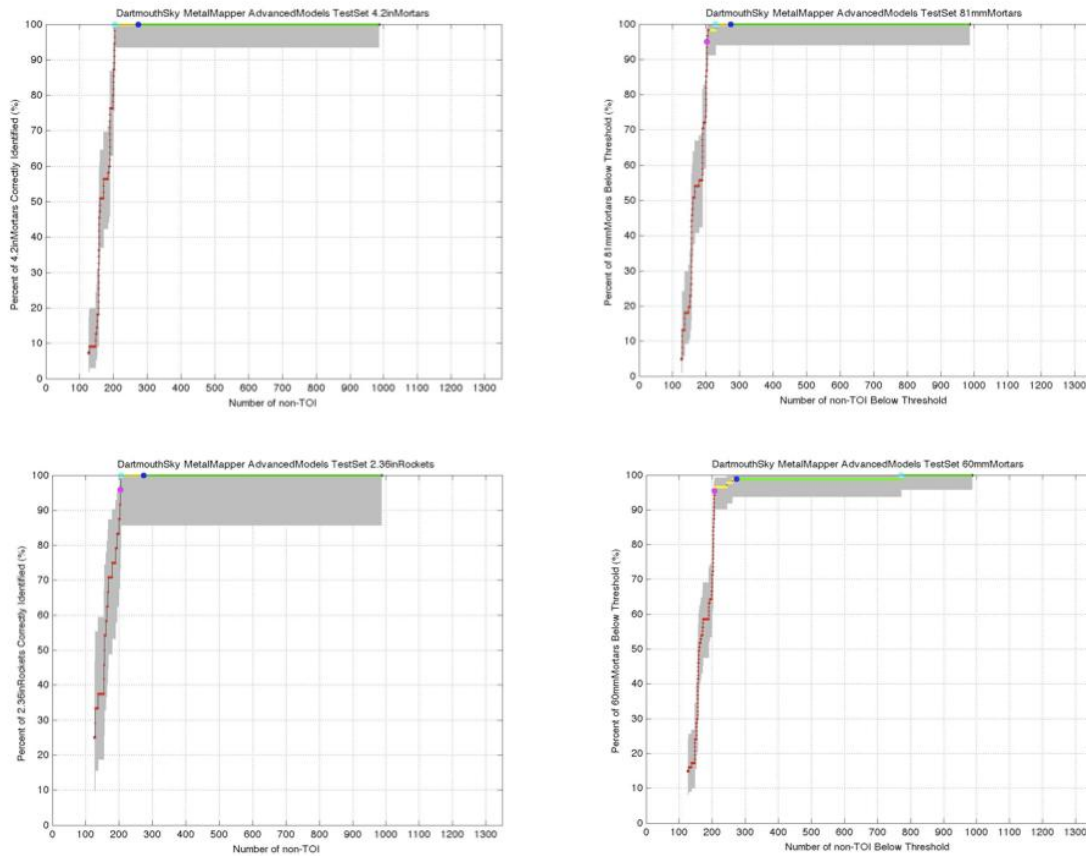 DartmouthSky MetalMapper AdvancedModels TestSet 4.2inMortars
Percent of 4.2inMortars Correctly Identified (%)
100
90
80
70
60
50
40
30
20
10
0
0 100 200 300 400 500 600 700 800 900 1000 1100 1200 1300
Number of non-TOI
DartmouthSky MetalMapper AdvancedModels TestSet 81mmMortars
Percent of 81mmMortars Below Threshold (%)
100
90
80
70
60
50
40
30
20
10
0
0 100 200 300 400 500 600 700 800 900 1000 1100 1200 1300
Number of non-TOI Below Threshold
DartmouthSky MetalMapper AdvancedModels TestSet 2.36inRockets
Percent of 2.36inRockets Correctly Identified (%)
100
90
80
70
60
50
40
30
20
10
0
0 100 200 300 400 500 600 700 800 900 1000 1100 1200 1300
Number of non-TOI
DartmouthSky MetalMapper AdvancedModels TestSet 60mmMortars
Percent of 60mmMortars Below Threshold (%)
100
90
80
70
60
50
40
30
20
10
0
0 100 200 300 400 500 600 700 800 900 1000 1100 1200 1300
Number of non-TOI Below Threshold